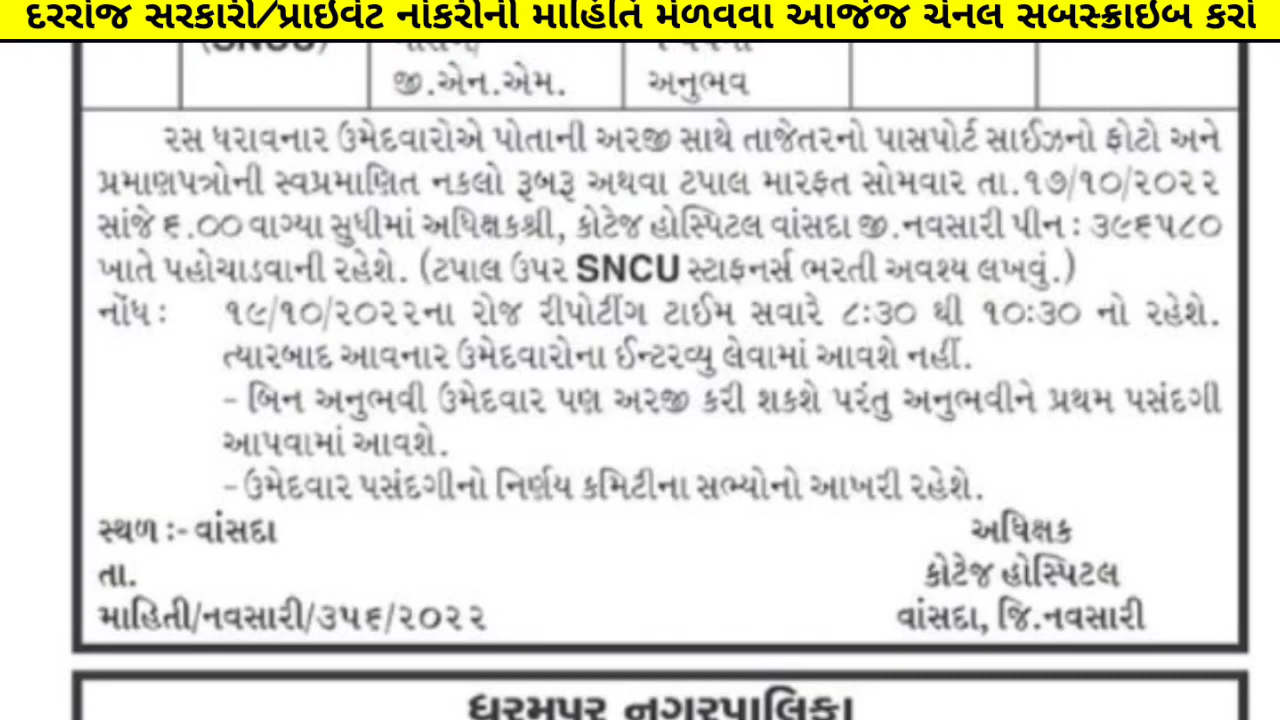 દરરોજ સરકારી/પ્રાઇવેટ નોકરીની માહિતિ મેળવવા આજેજ ચેનલ સબસ્ક્રાઇબ કરો
(SNCU)
જી.એન.એમ. અનુભવ
રસ ધરાવનાર ઉમેદવારોએ પોતાની અરજી સાથે તાજેતરનો પાસપોર્ટ સાઈઝનો ફોટો અને
પ્રમાણપત્રોની સ્વપ્રમાણિત નકલો રૂબરૂ અથવા ટપાલ મારફત સોમવાર તા.૧૭/૧૦/૨૦૨૨
સાંજે ૬.૦૦ વાગ્યા સુધીમાં અધિક્ષકશ્રી, કોટેજ હોસ્પિટલ વાંસદા જી.નવસારી પીન : ૩૯૬૫૮૦
ખાતે પહોચાડવાની રહેશે. (ટપાલ ઉપર SNCU સ્ટાફનર્સ ભરતી અવશ્ય લખવું.)
નોંધ : ૧૯/૧૦/૨૦૨૨ના રોજ રીપોર્ટીંગ ટાઈમ સવારે ૮:૩૦ થી ૧૦:૩૦ નો રહેશે.
ત્યારબાદ આવનાર ઉમેદવારોના ઈન્ટરવ્યુ લેવામાં આવશે નહીં.
- બિન અનુભવી ઉમેદવાર પણ અરજી કરી શકશે પરંતુ અનુભવીને પ્રથમ પસંદગી
આપવામાં આવશે.
- ઉમેદવાર પસંદગીનો નિર્ણય કમિટીના સભ્યોનો આખરી રહેશે.
સ્થળ :- વાંસદા અધિક્ષક
તા. કોટેજ હોસ્પિટલ
માહિતી/નવસારી/૩૫૬/૨૦૨૨ વાંસદા, જિ.નવસારી
ધરમપુર નગરપાલિકા